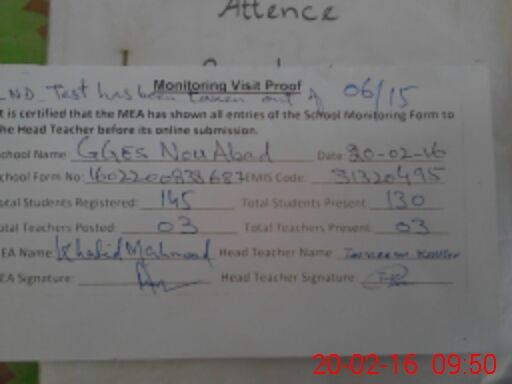 Attence
LND Test has been taken out of 06/15
Monitoring Visit Proof
It is certified that the MEA has shown all entries of the School Monitoring Form to
the Head Teacher before its online submission.
School Name: GGES Nou Abad Date: 20-02-16
School Form No: EMIS Code: 31320495
Total Students Registered: 145 Total Students Present: 130
Total Teachers Posted: 03 Total Teachers Present: 03
MEA Name: Khalid Mahmood Head Teacher Name: Tasneem Kouser
MEA Signature: Head Teacher Signature:
20-02-16 09:50